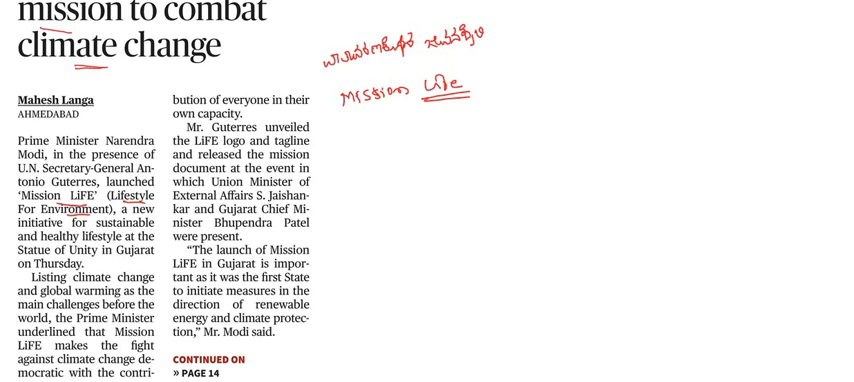 mission to combat
climate change
Mahesh Langa
AHMEDABAD
Prime Minister Narendra
Modi, in the presence of
U.N. Secretary-General An-
tonio Guterres, launched
‘Mission LiFE’ (Lifestyle
For Environment), a new
initiative for sustainable
and healthy lifestyle at the
Statue of Unity in Gujarat
on Thursday.
Listing climate change
and global warming as the
main challenges before the
world, the Prime Minister
underlined that Mission
LiFE makes the fight
against climate change de-
mocratic with the contri-
bution of everyone in their
own capacity.
Mr. Guterres unveiled
the LiFE logo and tagline
and released the mission
document at the event in
which Union Minister of
External Affairs S. Jaishan-
kar and Gujarat Chief Mi-
nister Bhupendra Patel
were present.
“The launch of Mission
LiFE in Gujarat is impor-
tant as it was the first State
to initiate measures in the
direction of renewable
energy and climate protec-
tion,” Mr. Modi said.
CONTINUED ON
» PAGE 14
ಜೀವನಶೈಲಿ
Mission Life